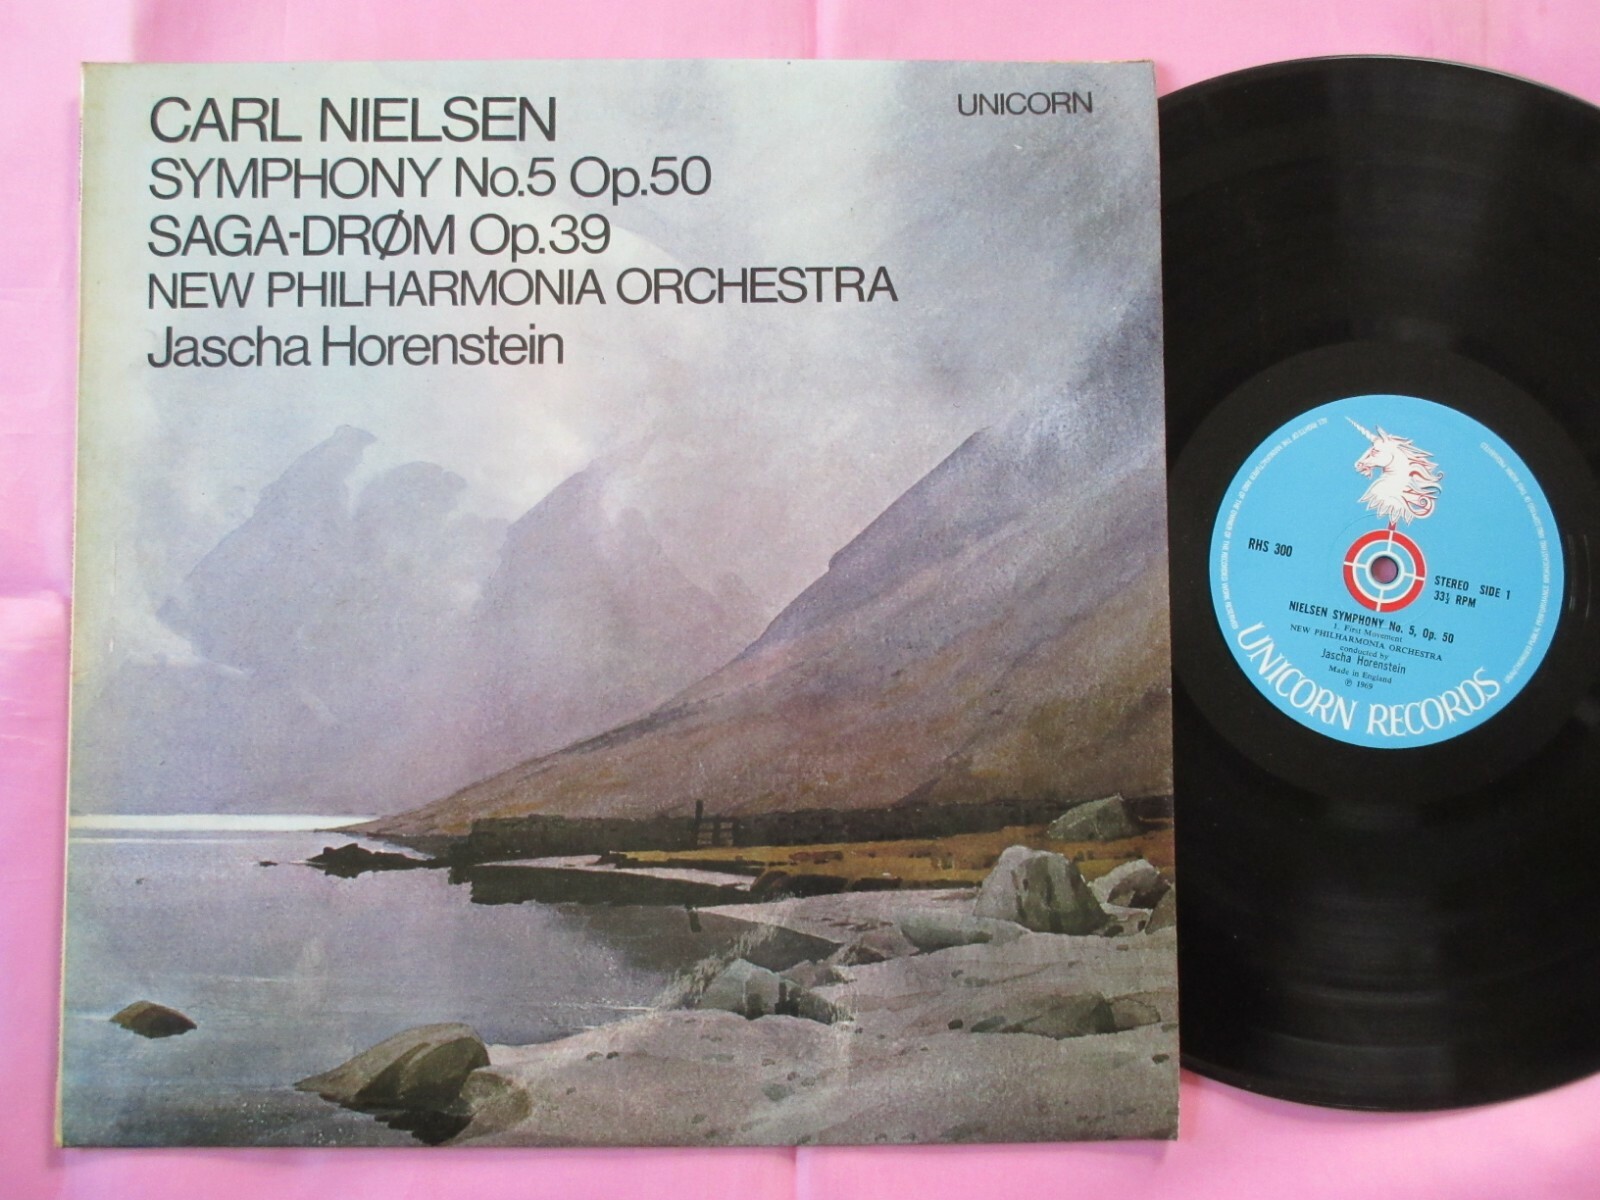 CARL NIELSEN
SYMPHONY No.5 Op.50
SAGA-DRØM Op.39
NEW PHILHARMONIA ORCHESTRA
Jascha Horenstein
UNICORN
RHS 300
STEREO SIDE 1
33⅓ RPM
NIELSEN SYMPHONY No. 5, Op. 50
1. First Movement
NEW PHILHARMONIA ORCHESTRA
conducted by
Jascha Horenstein
Made in England
℗ 1969
UNICORN RECORDS